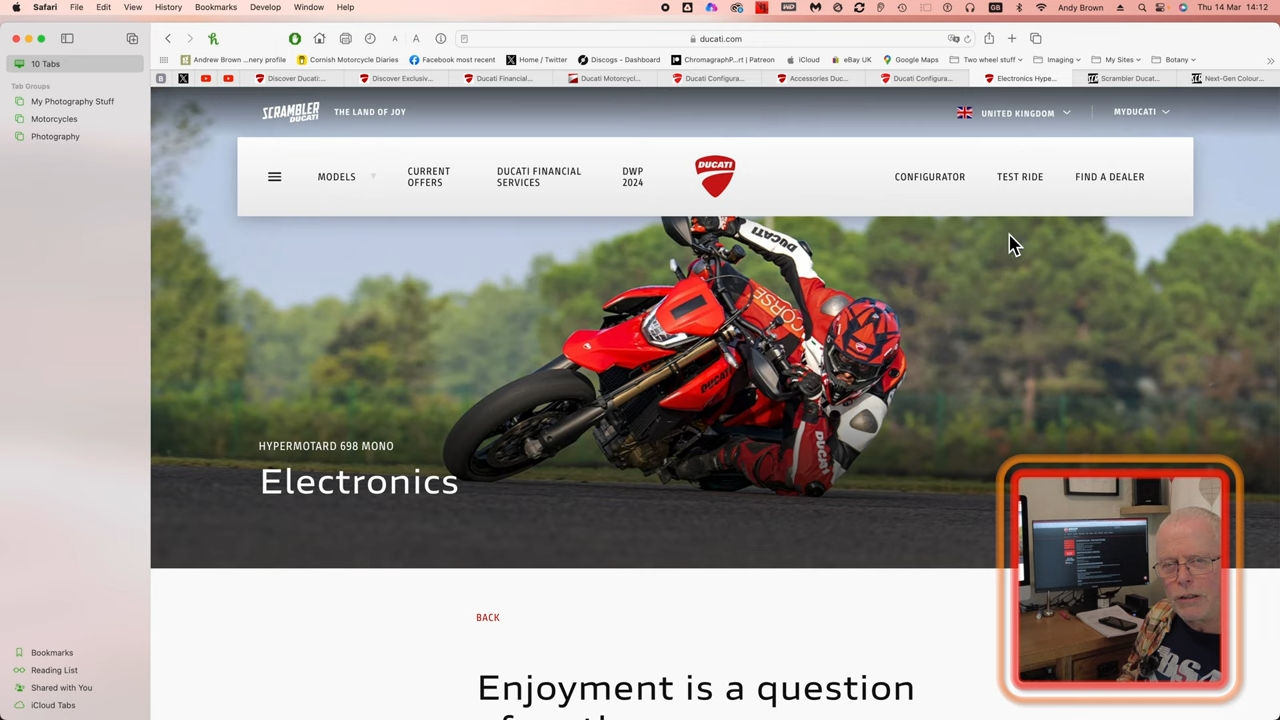 Safari File Edit View History Bookmarks Develop Window Help
Andy Brown Thu 14 Mar 14:12
10 Tabs
Tab Groups
My Photography Stuff
Motorcycles
Photography
Bookmarks
Reading List
Shared with You
iCloud Tabs
A A
ducati.com
Andrew Brown ...nery profile Cornish Motorcycle Diaries Facebook most recent Home / Twitter Discogs – Dashboard ChromagraphP...rt | Patreon iCloud eBay UK Google Maps Two wheel stuff Imaging My Sites Botany
Discover Ducati:... Discover Exclusiv... Ducati Financial... Ducati Motorcycl... Ducati Configura... Accessories Duc... Ducati Configura... Electronics Hype... Scrambler Ducat... Next-Gen Colour...
SCRAMBLER
DUCATI
THE LAND OF JOY
UNITED KINGDOM
MYDUCATI
MODELS
CURRENT
OFFERS
DUCATI FINANCIAL
SERVICES
DWP
2024
DUCATI
CONFIGURATOR
TEST RIDE
FIND A DEALER
DUCATI
CORSE
DUCATI
HYPERMOTARD 698 MONO
Electronics
BACK
Enjoyment is a question